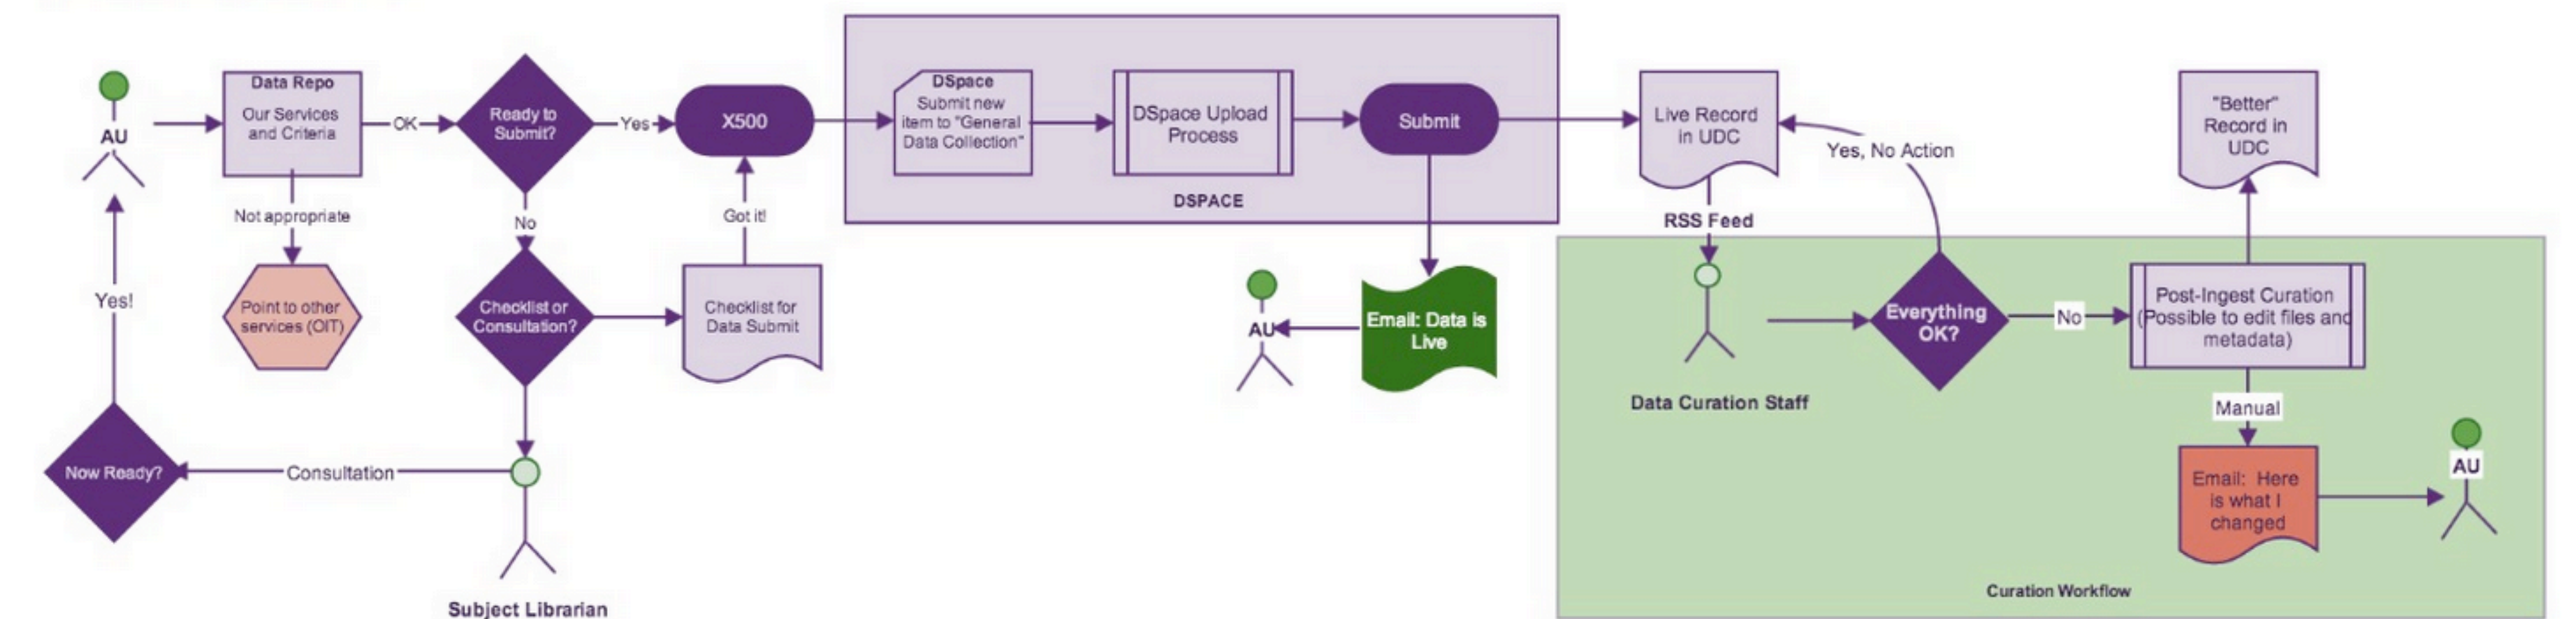 AU
Data Repo
Our Services
and Criteria
OK
Not appropriate
Point to other
services (OIT)
Yes!
Now Ready?
Consultation
Ready to
Submit?
Yes
No
Checklist or
Consultation?
Subject Librarian
X500
Got it!
Checklist for
Data Submit
DSpace
Submit new
item to "General
Data Collection"
DSpace Upload
Process
Submit
DSPACE
AU
Email: Data is
Live
Live Record
in UDC
RSS Feed
Data Curation Staff
Yes, No Action
Everything
OK?
No
"Better"
Record in
UDC
Post-Ingest Curation
(Possible to edit files and
metadata)
Manual
Email: Here
is what I
changed
AU
Curation Workflow